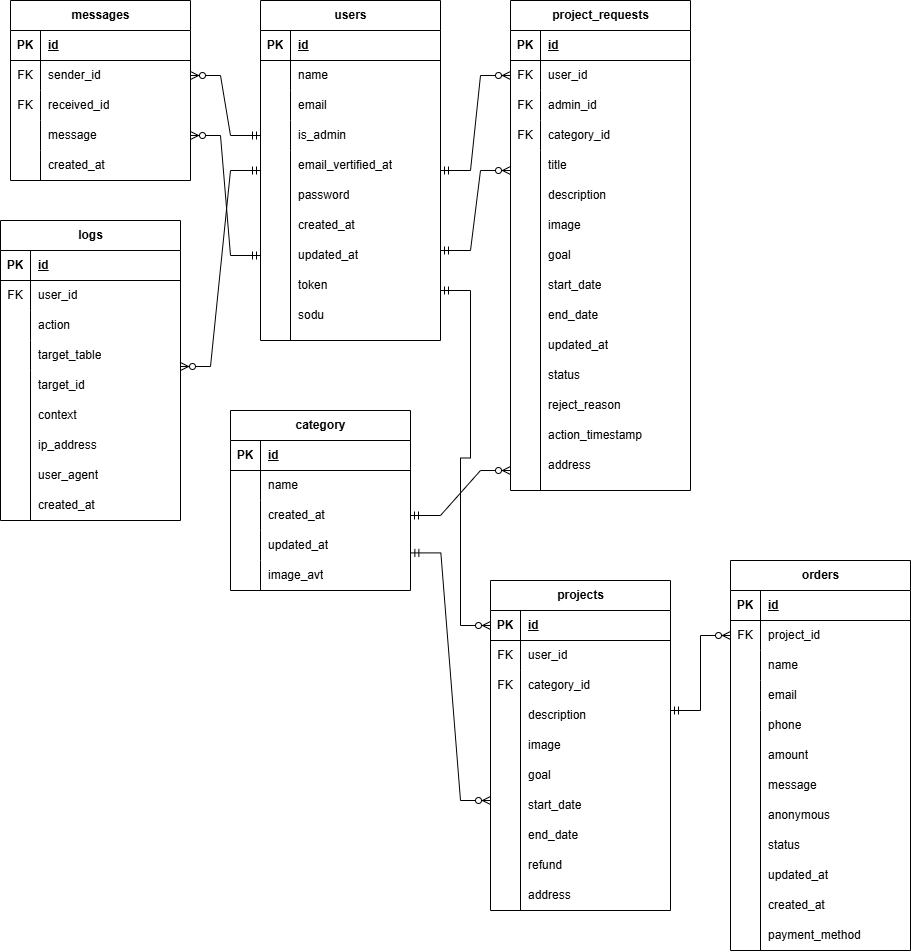 messages
PK id
FK sender_id
FK received_id
message
created_at
users
PK id
name
email
is_admin
email_vertified_at
password
created_at
updated_at
token
sodu
project_requests
PK id
FK user_id
FK admin_id
FK category_id
title
description
image
goal
start_date
end_date
updated_at
status
reject_reason
action_timestamp
address
logs
PK id
FK user_id
action
target_table
target_id
context
ip_address
user_agent
created_at
category
PK id
name
created_at
updated_at
image_avt
projects
PK id
FK user_id
FK category_id
description
image
goal
start_date
end_date
refund
address
orders
PK id
FK project_id
name
email
phone
amount
message
anonymous
status
updated_at
created_at
payment_method